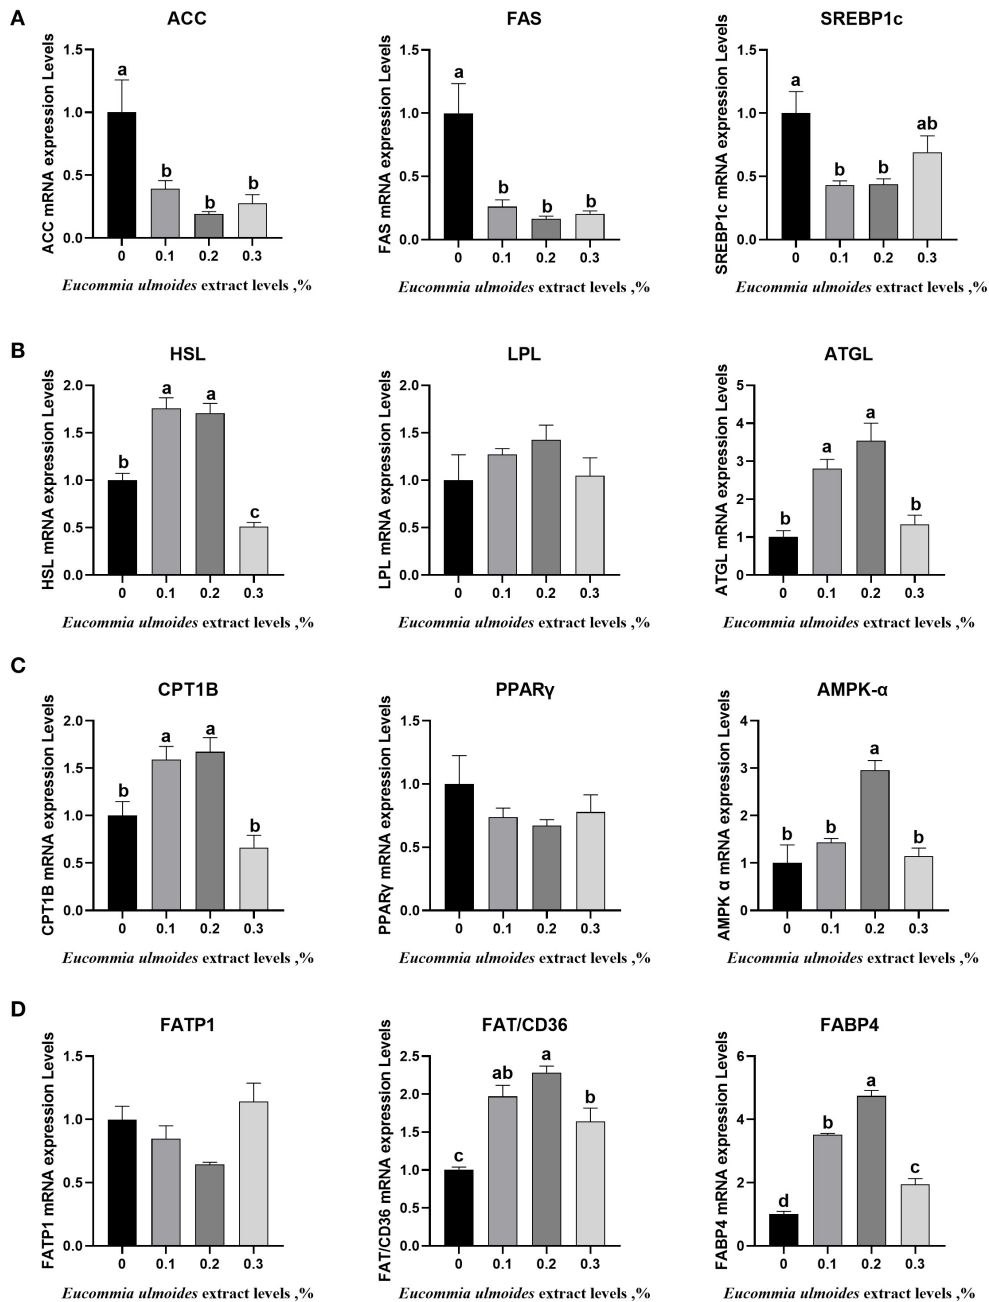 A
ACC
ACC mRNA expression Levels
1.5
1.0
0.5
0.0
a
b
b
b
0 0.1 0.2 0.3
Eucommia ulmoides extract levels ,%
FAS
FAS mRNA expression Levels
1.5
1.0
0.5
0.0
a
b
b
b
0 0.1 0.2 0.3
Eucommia ulmoides extract levels ,%
SREBP1c
SREBP1c mRNA expression Levels
1.5
1.0
0.5
0.0
a
b
b
ab
0 0.1 0.2 0.3
Eucommia ulmoides extract levels ,%
B
HSL
HSL mRNA expression Levels
2.0
1.5
1.0
0.5
0.0
b
a
a
c
0 0.1 0.2 0.3
Eucommia ulmoides extract levels ,%
LPL
LPL mRNA expression Levels
2.0
1.5
1.0
0.5
0.0
0 0.1 0.2 0.3
Eucommia ulmoides extract levels ,%
ATGL
ATGL mRNA expression Levels
5
4
3
2
1
0
b
a
a
b
0 0.1 0.2 0.3
Eucommia ulmoides extract levels ,%
C
CPT1B
CPT1B mRNA expression Levels
2.0
1.5
1.0
0.5
0.0
b
a
a
b
0 0.1 0.2 0.3
Eucommia ulmoides extract levels ,%
PPARγ
PPARγ mRNA expression Levels
1.5
1.0
0.5
0.0
0 0.1 0.2 0.3
Eucommia ulmoides extract levels ,%
AMPK-α
AMPK α mRNA expression Levels
4
3
2
1
0
b
b
a
b
0 0.1 0.2 0.3
Eucommia ulmoides extract levels ,%
D
FATP1
FATP1 mRNA expression Levels
1.5
1.0
0.5
0.0
0 0.1 0.2 0.3
Eucommia ulmoides extract levels ,%
FAT/CD36
FAT/CD36 mRNA expression Levels
2.5
2.0
1.5
1.0
0.5
0.0
c
ab
a
b
0 0.1 0.2 0.3
Eucommia ulmoides extract levels ,%
FABP4
FABP4 mRNA expression Levels
6
4
2
0
d
b
a
c
0 0.1 0.2 0.3
Eucommia ulmoides extract levels ,%